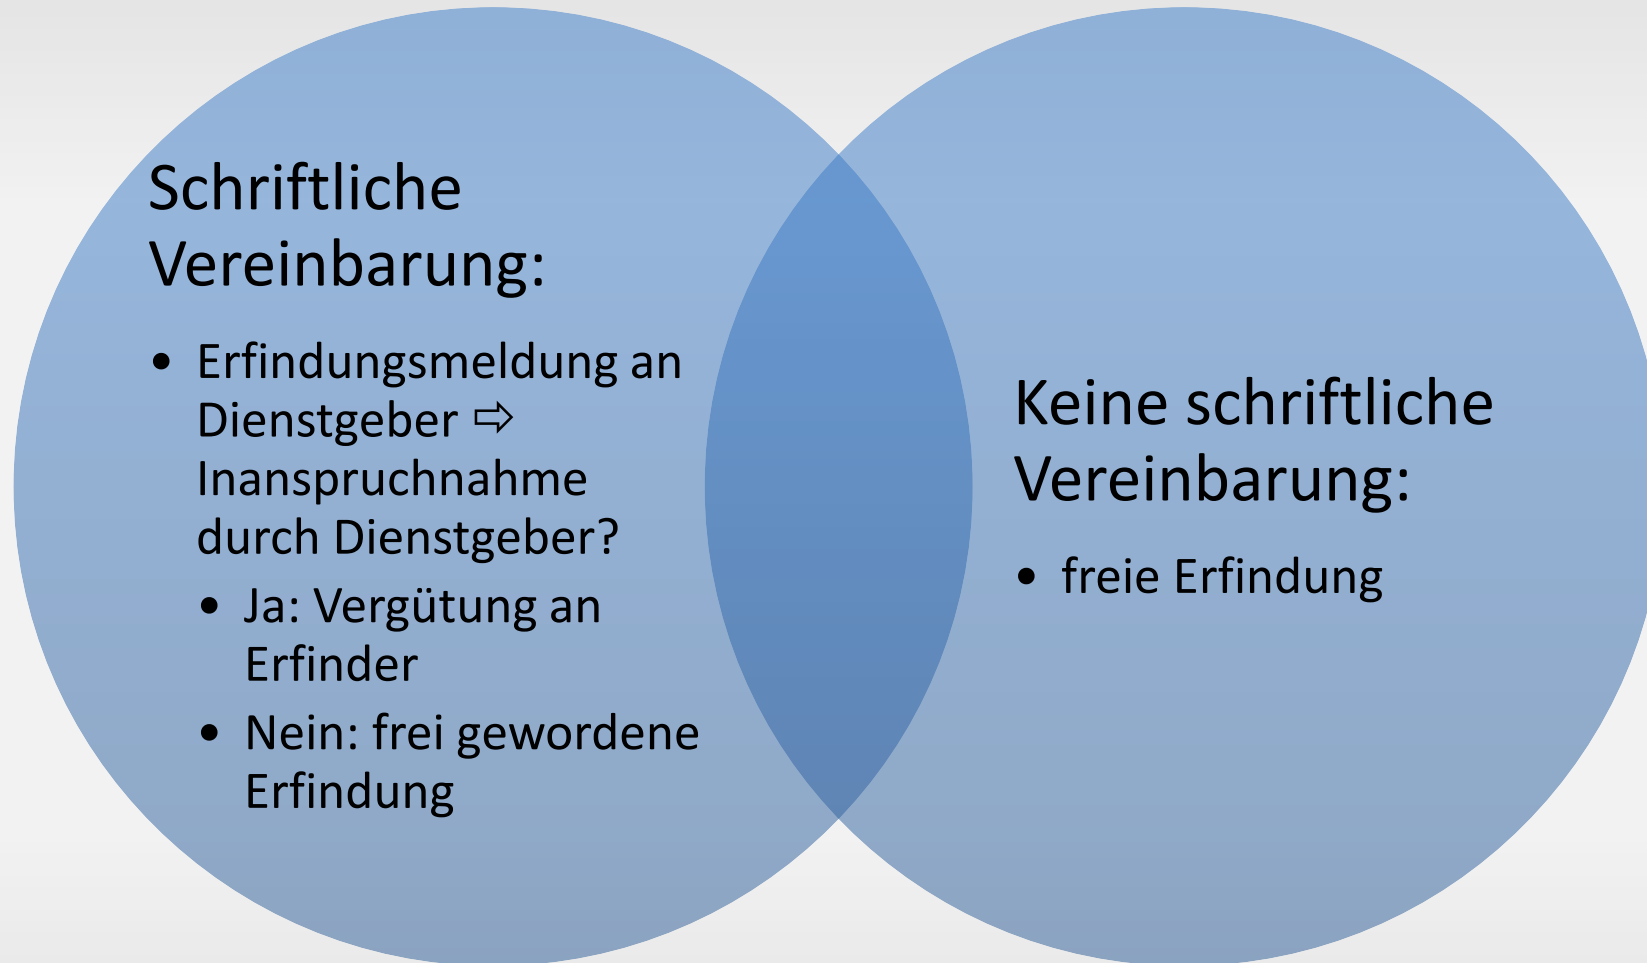 Schriftliche
Vereinbarung:
• Erfindungsmeldung an
Dienstgeber ⇨
Inanspruchnahme
durch Dienstgeber?
• Ja: Vergütung an
Erfinder
• Nein: frei gewordene
Erfindung
Keine schriftliche
Vereinbarung:
• freie Erfindung